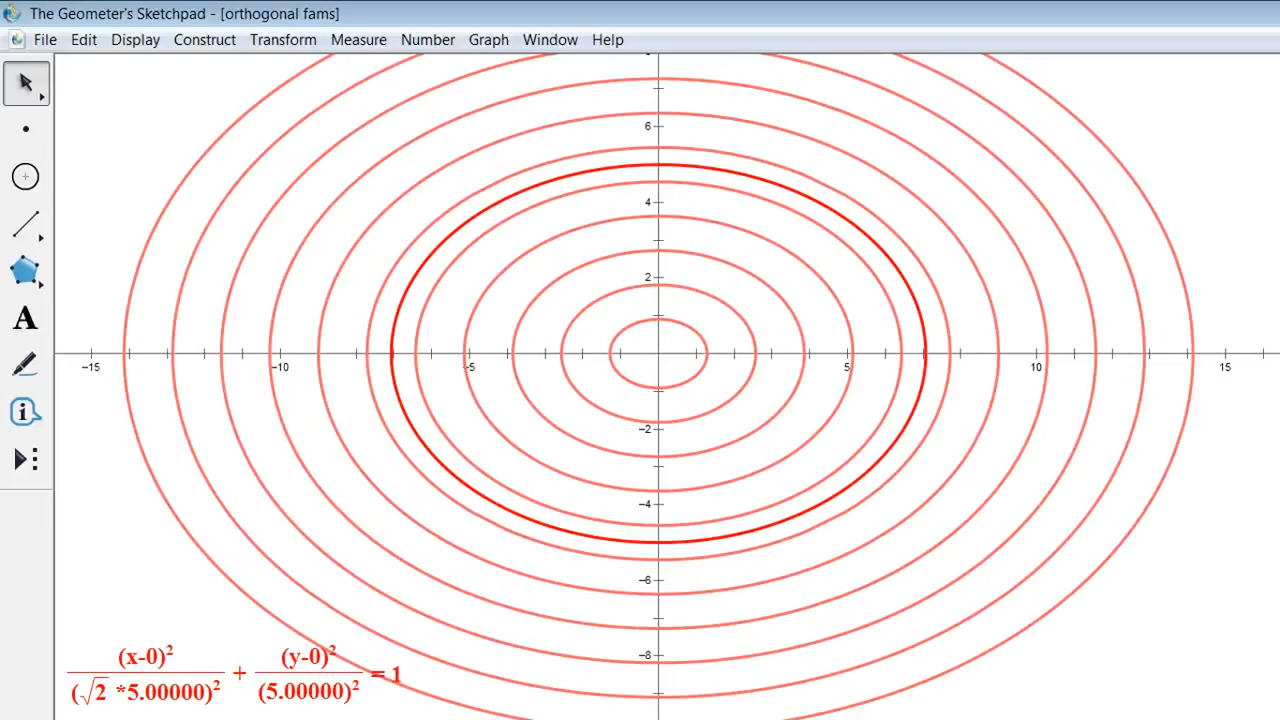 The Geometer's Sketchpad - [orthogonal fams]
File Edit Display Construct Transform Measure Number Graph Window Help
6
4
2
-15 -10 -5 5 10 15
-2
-4
-6
-8
A
i
(x-0)² / (√2 *5.00000)² + (y-0)² / (5.00000)² = 1